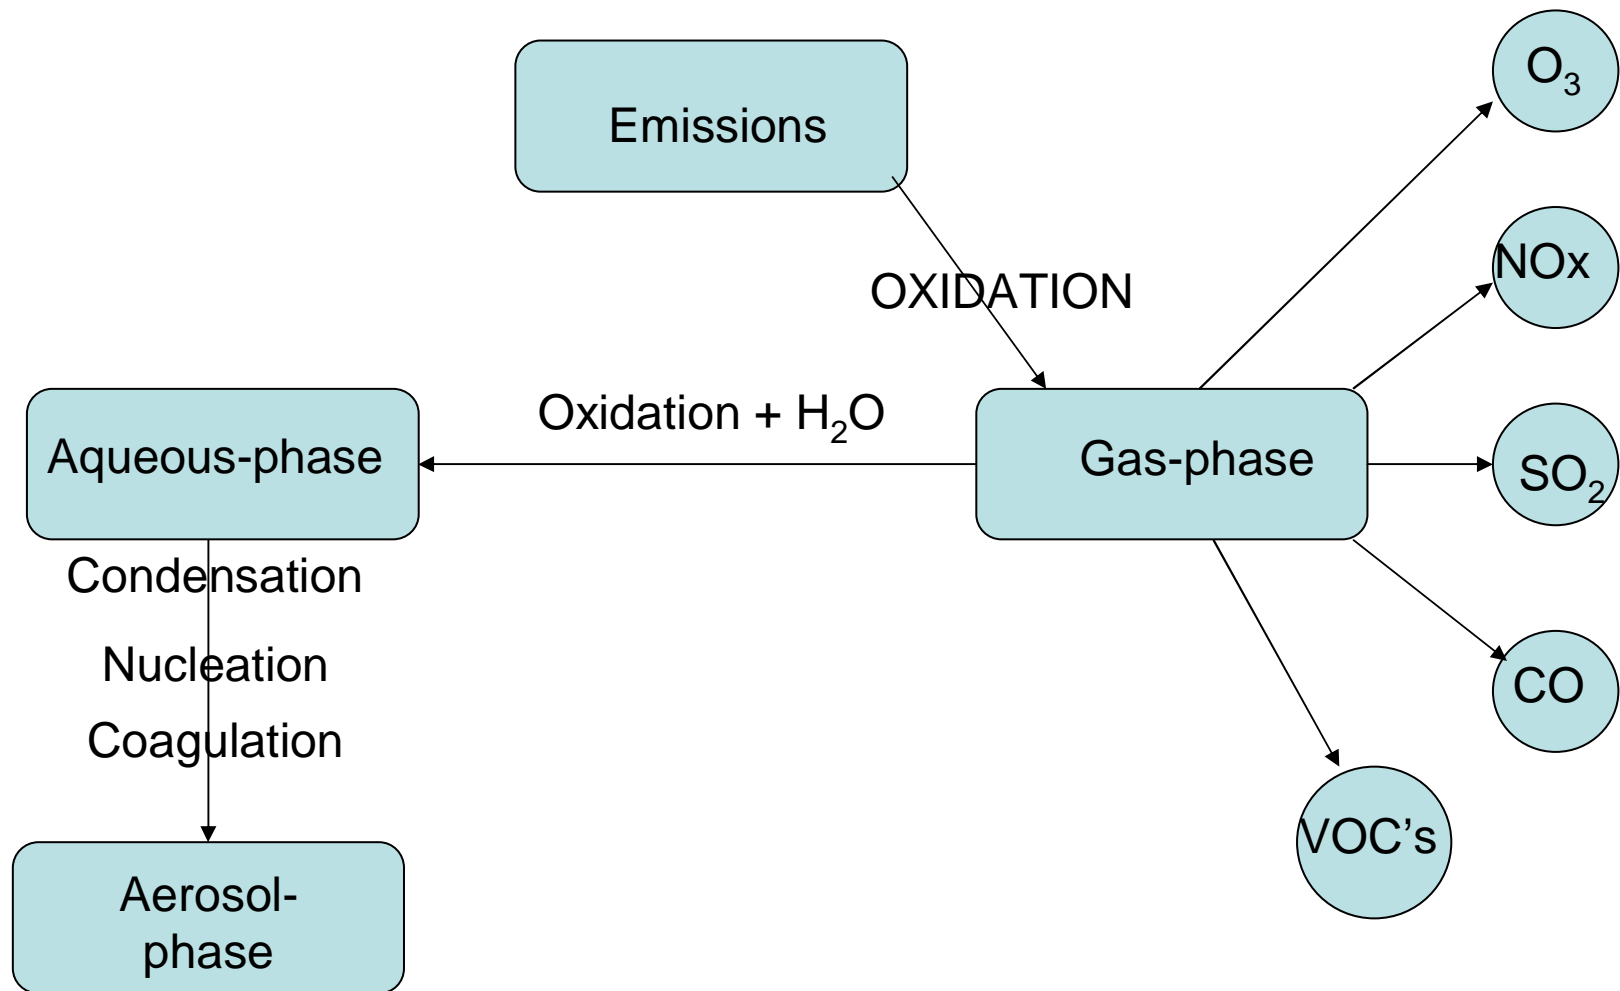 Emissions
O₃
NOx
OXIDATION
Oxidation + H₂O
Aqueous-phase
Gas-phase
SO₂
Condensation
Nucleation
CO
Coagulation
VOC’s
Aerosol-
phase